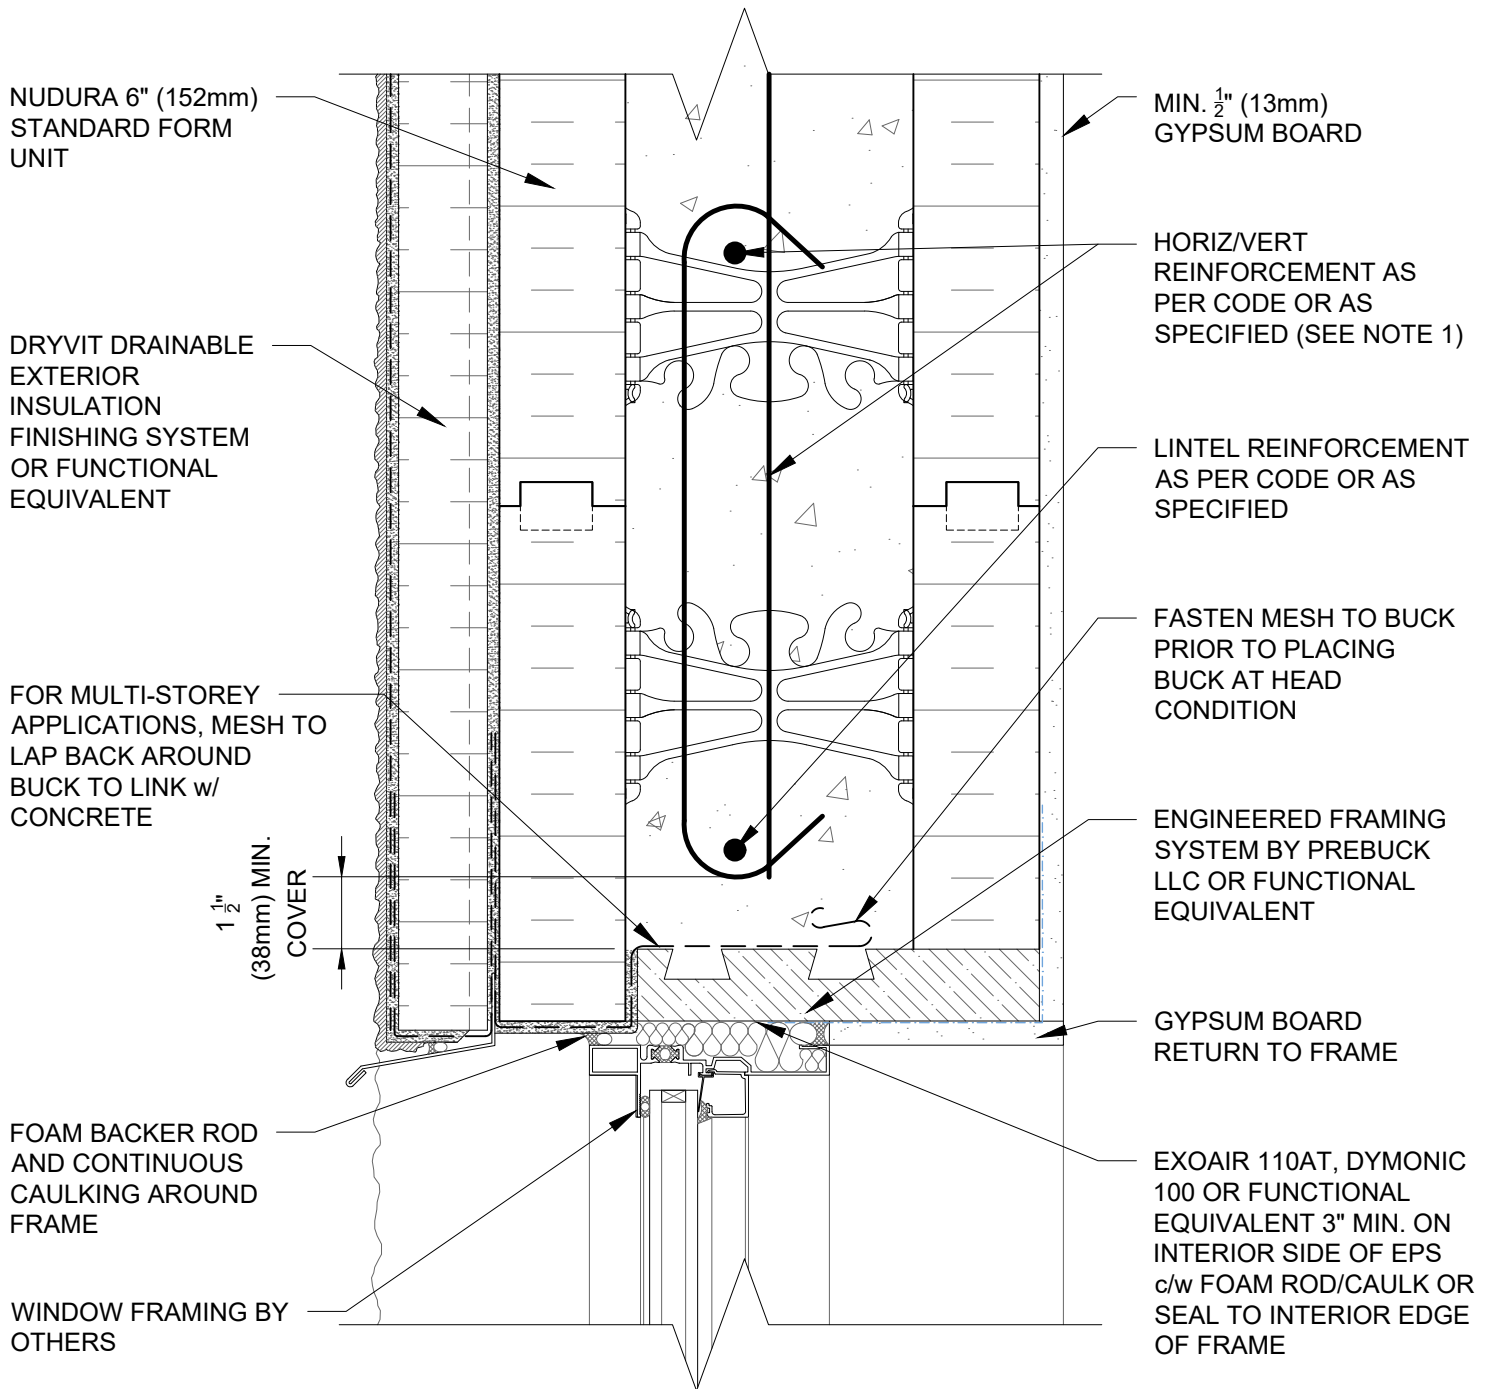 NUDURA 6" (152mm)
STANDARD FORM
UNIT
DRYVIT DRAINABLE
EXTERIOR
INSULATION
FINISHING SYSTEM
OR FUNCTIONAL
EQUIVALENT
FOR MULTI-STOREY
APPLICATIONS, MESH TO
LAP BACK AROUND
BUCK TO LINK w/
CONCRETE
1 1/2"
(38mm) MIN.
COVER
FOAM BACKER ROD
AND CONTINUOUS
CAULKING AROUND
FRAME
WINDOW FRAMING BY
OTHERS
MIN. 1/2" (13mm)
GYPSUM BOARD
HORIZ/VERT
REINFORCEMENT AS
PER CODE OR AS
SPECIFIED (SEE NOTE 1)
LINTEL REINFORCEMENT
AS PER CODE OR AS
SPECIFIED
FASTEN MESH TO BUCK
PRIOR TO PLACING
BUCK AT HEAD
CONDITION
ENGINEERED FRAMING
SYSTEM BY PREBUCK
LLC OR FUNCTIONAL
EQUIVALENT
GYPSUM BOARD
RETURN TO FRAME
EXOAIR 110AT, DYMONIC
100 OR FUNCTIONAL
EQUIVALENT 3" MIN. ON
INTERIOR SIDE OF EPS
c/w FOAM ROD/CAULK OR
SEAL TO INTERIOR EDGE
OF FRAME